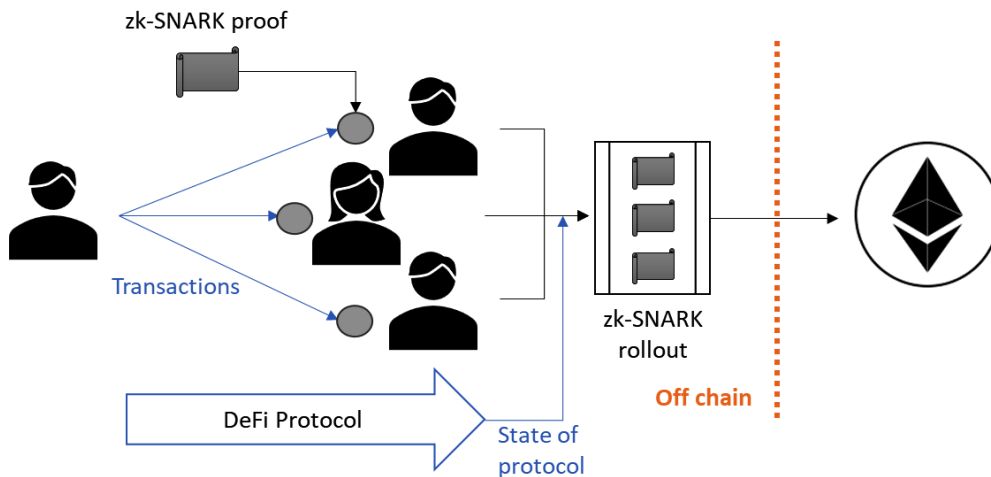 zk-SNARK proof
Transactions
zk-SNARK
rollout
Off chain
DeFi Protocol
State of
protocol